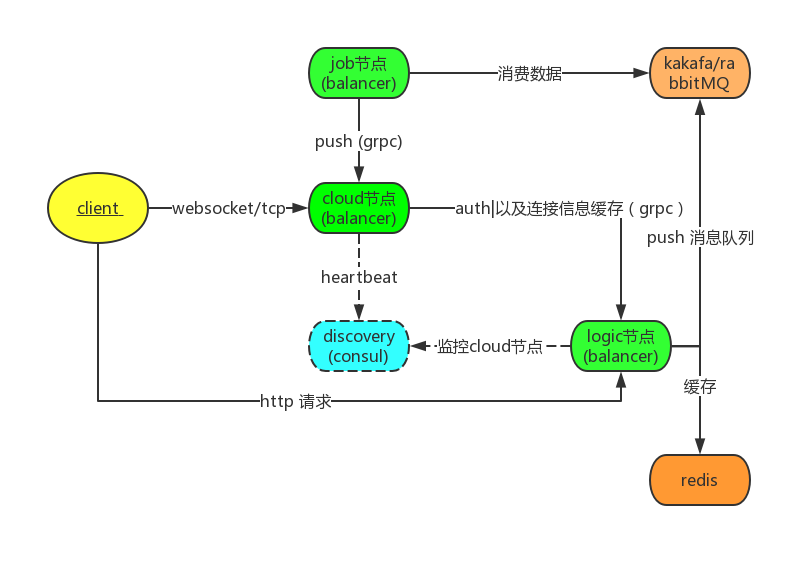 job节点
(balancer)
消费数据
kakafa/ra
bbitMQ
push (grpc)
client
websocket/tcp
cloud节点
(balancer)
auth|以及连接信息缓存 ( grpc )
push 消息队列
heartbeat
discovery
(consul)
监控cloud节点
logic节点
(balancer)
缓存
http 请求
redis